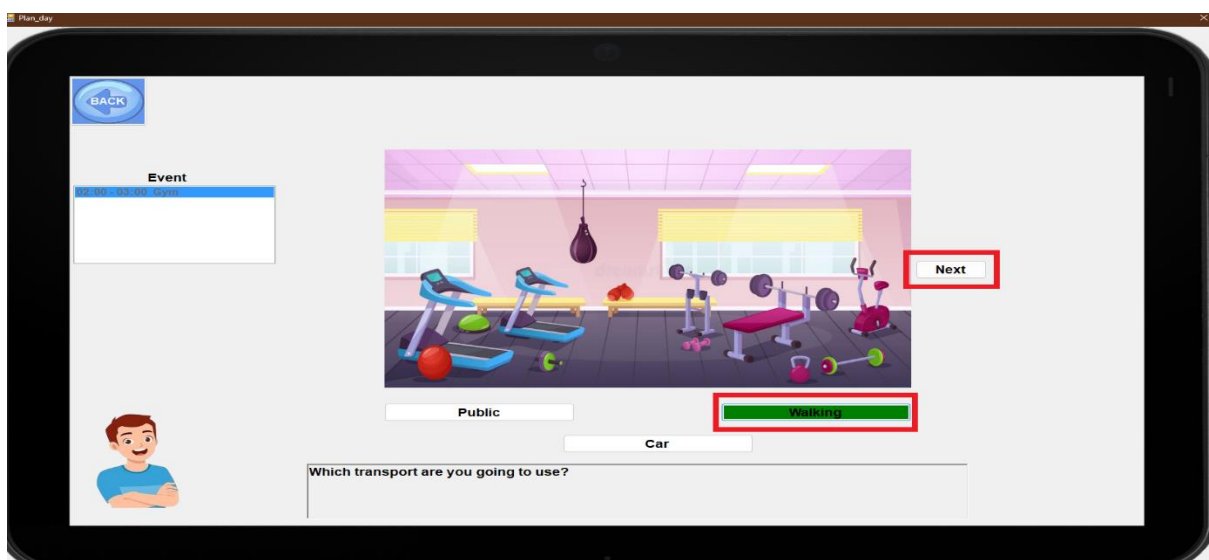 Plan_day
BACK
Event
02:00 - 03:00 Gym
Next
Public
Walking
Car
Which transport are you going to use?